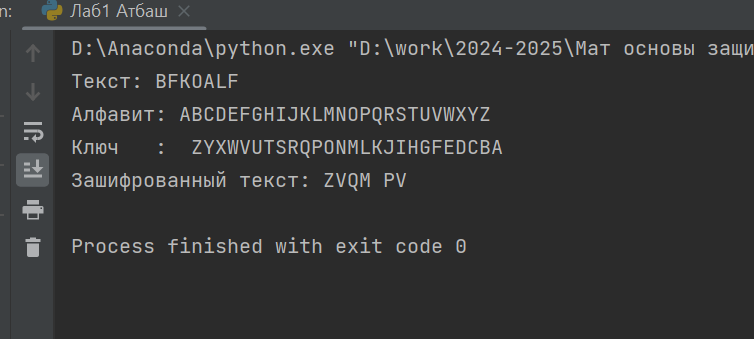 n:
Лаб1 Атбаш
D:\Anaconda\python.exe "D:\work\2024-2025\Мат основы защи
Текст: BFKOALF
Алфавит: ABCDEFGHIJKLMNOPQRSTUVWXYZ
Ключ   :  ZYXWVUTSRQPONMLKJIHGFEDCBA
Зашифрованный текст: ZVQM PV
Process finished with exit code 0